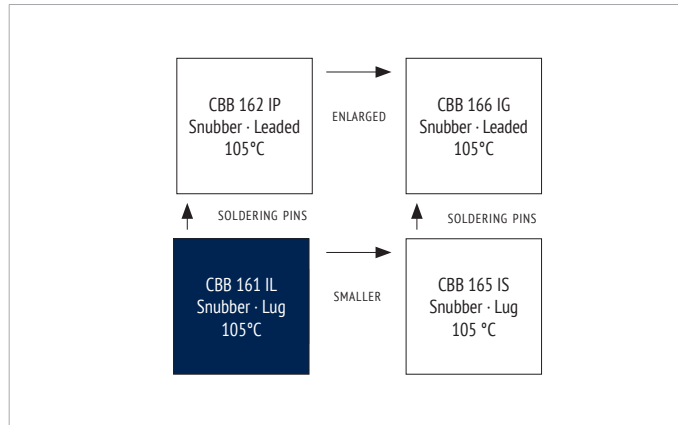 CBB 162 IP
Snubber · Leaded
105°C
ENLARGED
CBB 166 IG
Snubber · Leaded
105°C
SOLDERING PINS
SOLDERING PINS
CBB 161 IL
Snubber · Lug
105°C
SMALLER
CBB 165 IS
Snubber · Lug
105 °C